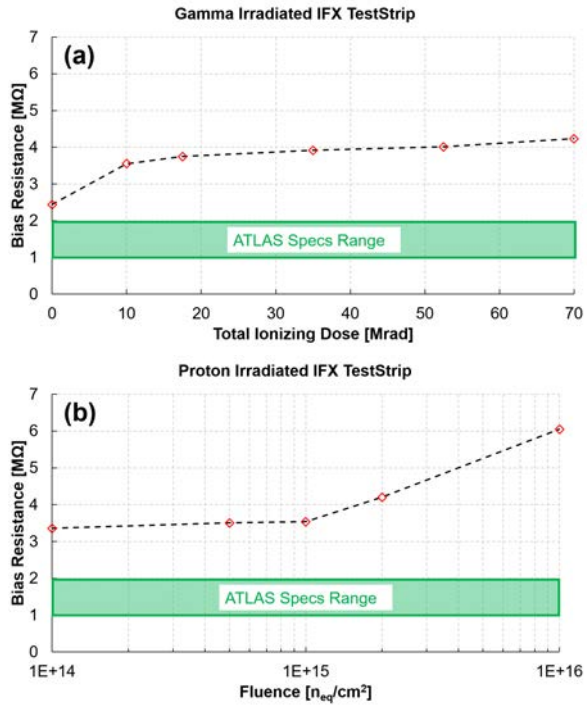 Gamma Irradiated IFX TestStrip
(a)
Bias Resistance [MΩ]
7
6
5
4
3
2
1
0
ATLAS Specs Range
0 10 20 30 40 50 60 70
Total Ionizing Dose [Mrad]
Proton Irradiated IFX TestStrip
(b)
Bias Resistance [MΩ]
7
6
5
4
3
2
1
0
ATLAS Specs Range
1E+14 1E+15 1E+16
Fluence [n_eq/cm²]